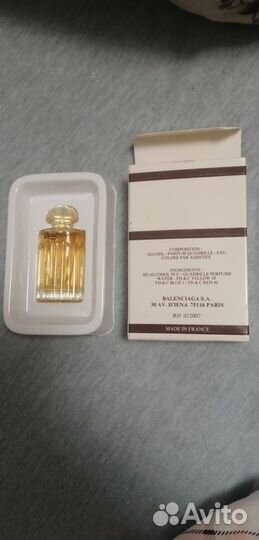 COMPOSITION :
ALCOOL - PARFUM QUADRILLE - EAU
COLORE PAR ADDITIFS
INGREDIENTS :
SD ALCOHOL 39-C - QUADRILLE PERFUME
WATER - FD & C YELLOW 10
FD & C BLUE 1 - FD & C RED 40
BALENCIAGA S.A.
10 AV. D'IENA 75116 PARIS
Réf. 012007
MADE IN FRANCE
Avito